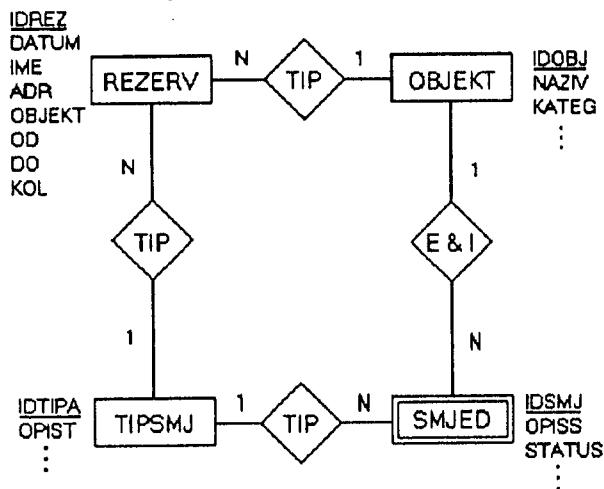 IDREZ
DATUM
IME
ADR
OBJEKT
OD
DO
KOL
REZERV
N
TIP
1
OBJEKT
IDOBJ
NAZIV
KATEG
N
1
TIP
E & I
1
N
IDTIPA
OPIST
TIPSMJ
1
TIP
N
SMJED
IDSMJ
OPISS
STATUS